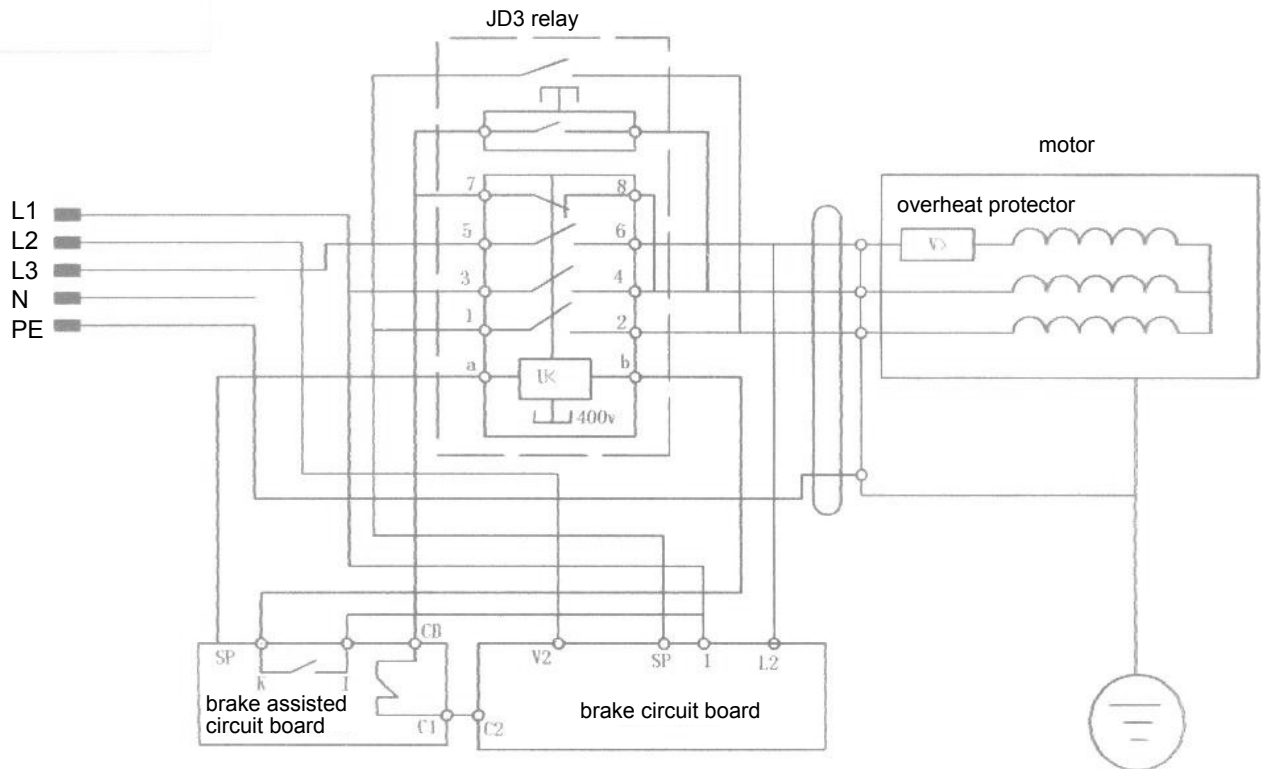 JD3 relay
motor
overheat protector
L1
L2
L3
N
PE
7
8
5
6
3
4
1
2
a
b
U<
400v
CB
SP
K
I
C1
brake assisted
circuit board
V2
SP
1
L2
C2
brake circuit board